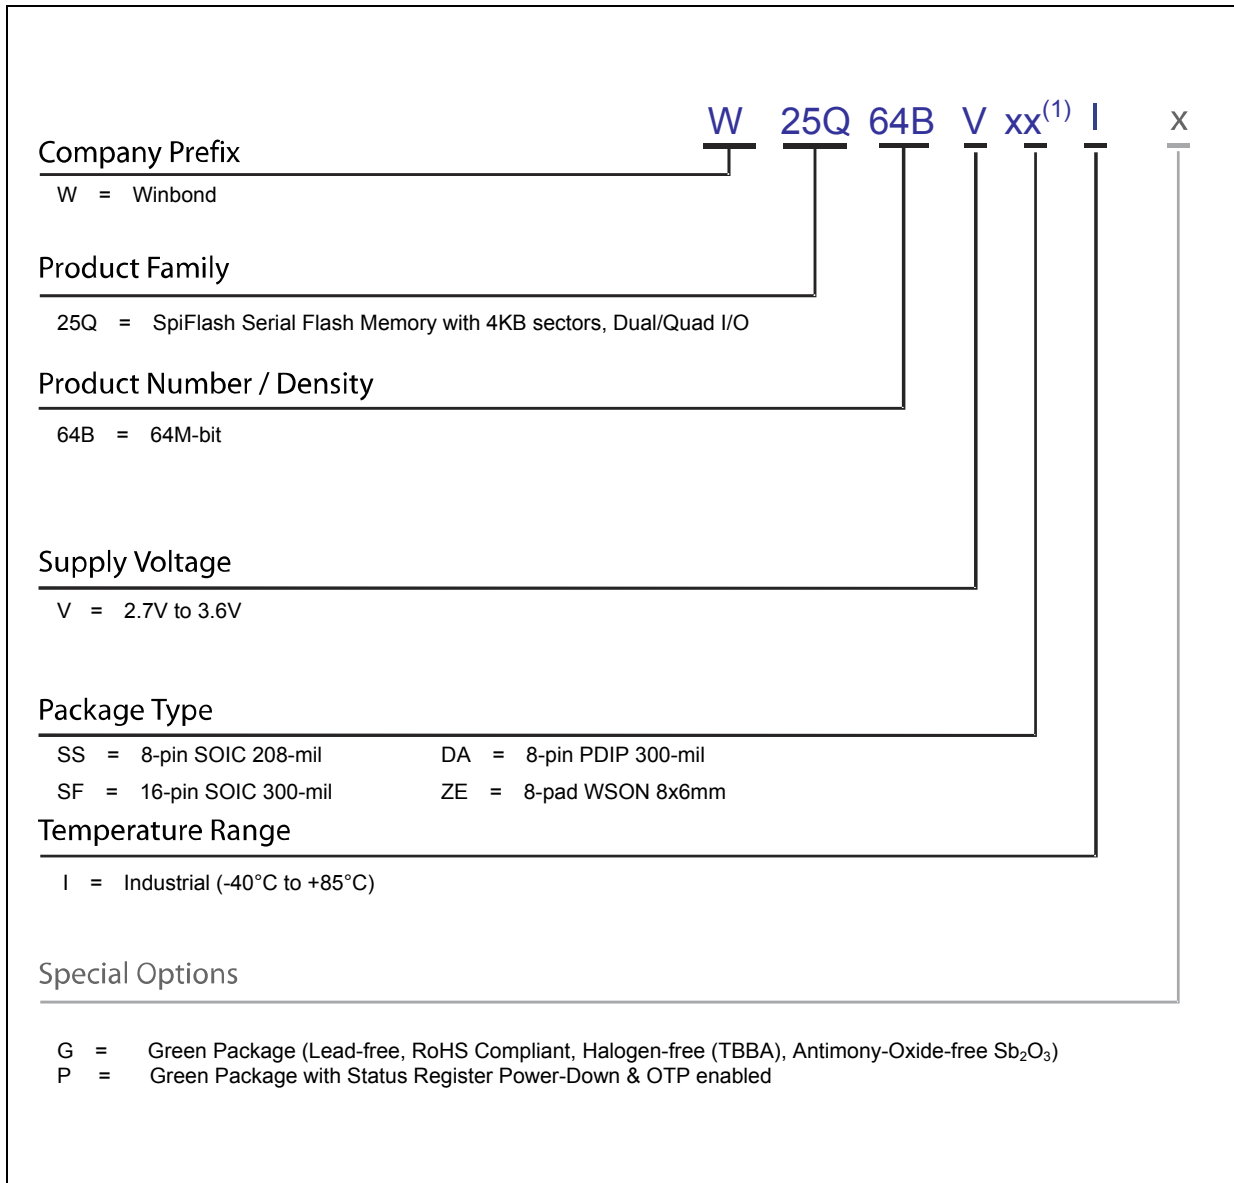 W 25Q 64B V xx(1) I x
Company Prefix
W = Winbond
Product Family
25Q = SpiFlash Serial Flash Memory with 4KB sectors, Dual/Quad I/O
Product Number / Density
64B = 64M-bit
Supply Voltage
V = 2.7V to 3.6V
Package Type
SS = 8-pin SOIC 208-mil DA = 8-pin PDIP 300-mil
SF = 16-pin SOIC 300-mil ZE = 8-pad WSON 8x6mm
Temperature Range
I = Industrial (-40°C to +85°C)
Special Options
G = Green Package (Lead-free, RoHS Compliant, Halogen-free (TBBA), Antimony-Oxide-free Sb₂O₃)
P = Green Package with Status Register Power-Down & OTP enabled